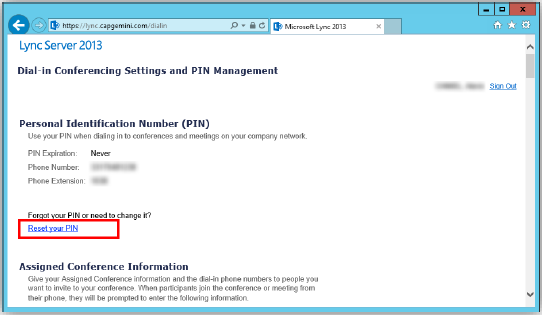 https://lync.capgemini.com/dialin
Microsoft Lync 2013
Lync Server 2013
Dial-in Conferencing Settings and PIN Management
Sign Out
Personal Identification Number (PIN)
Use your PIN when dialing in to conferences and meetings on your company network.
PIN Expiration: Never
Phone Number:
Phone Extension:
Forgot your PIN or need to change it?
Reset your PIN
Assigned Conference Information
Give your Assigned Conference information and the dial-in phone numbers to people you
want to invite to your conference. When participants join the conference or meeting from
their phone, they will be prompted to enter the following information.